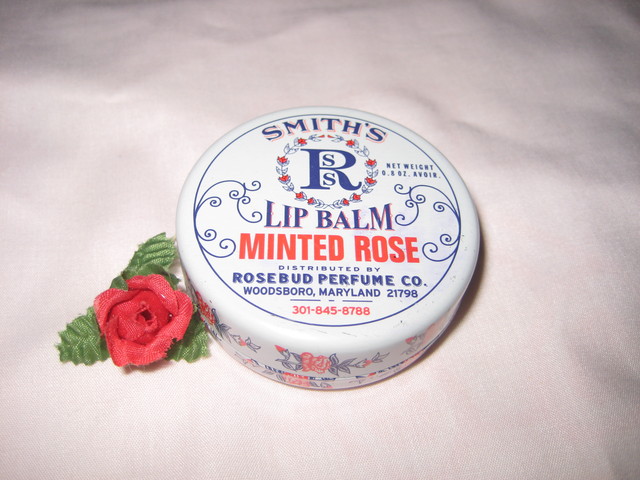 SMITH'S
RSS
NET WEIGHT
0.8 OZ. AVOIR.
LIP BALM
MINTED ROSE
DISTRIBUTED BY
ROSEBUD PERFUME CO.
WOODSBORO, MARYLAND 21798
301-845-8788